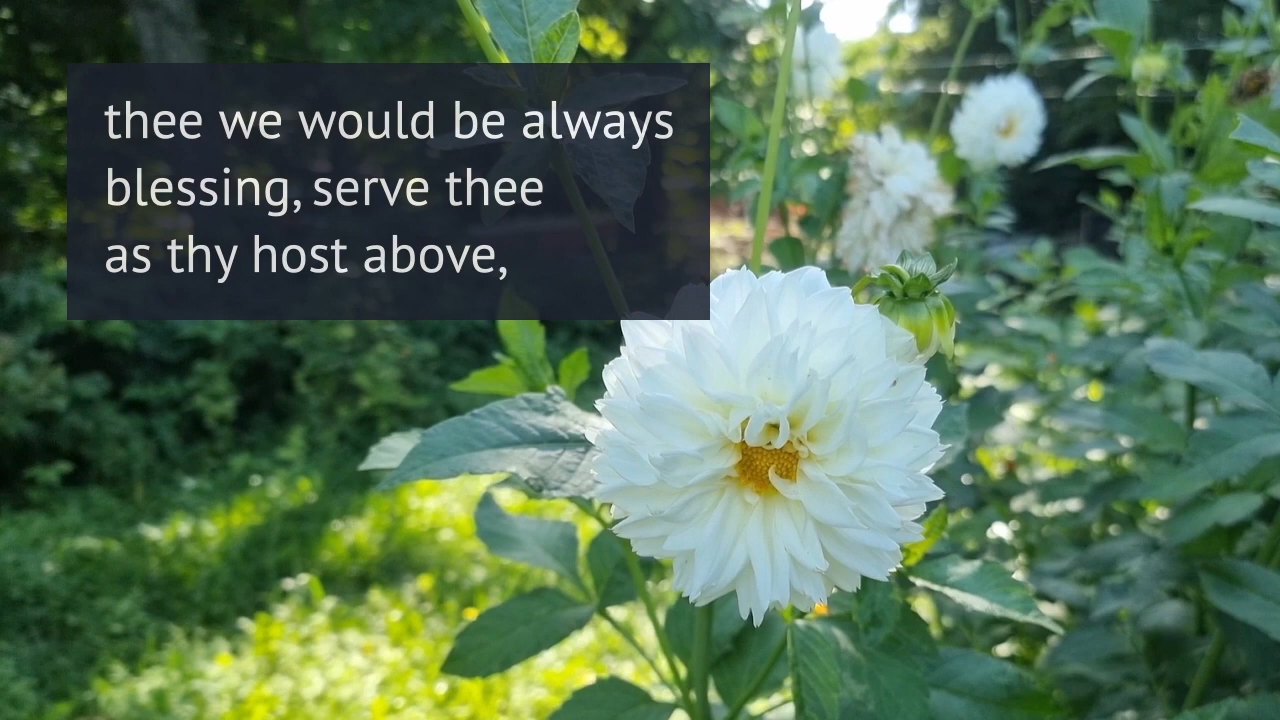 thee we would be always
blessing, serve thee
as thy host above,